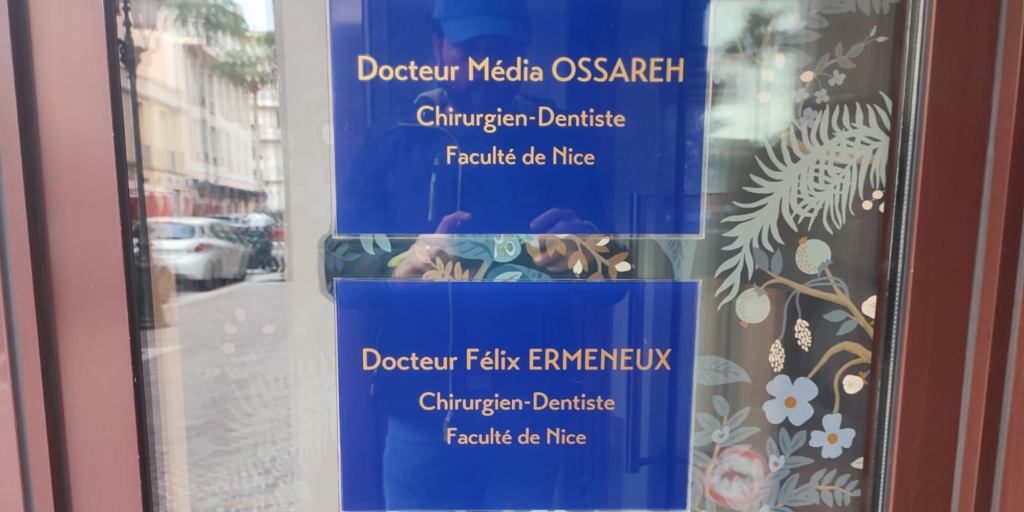 Docteur Média OSSAREH
Chirurgien-Dentiste
Faculté de Nice
Docteur Félix ERMENEUX
Chirurgien-Dentiste
Faculté de Nice